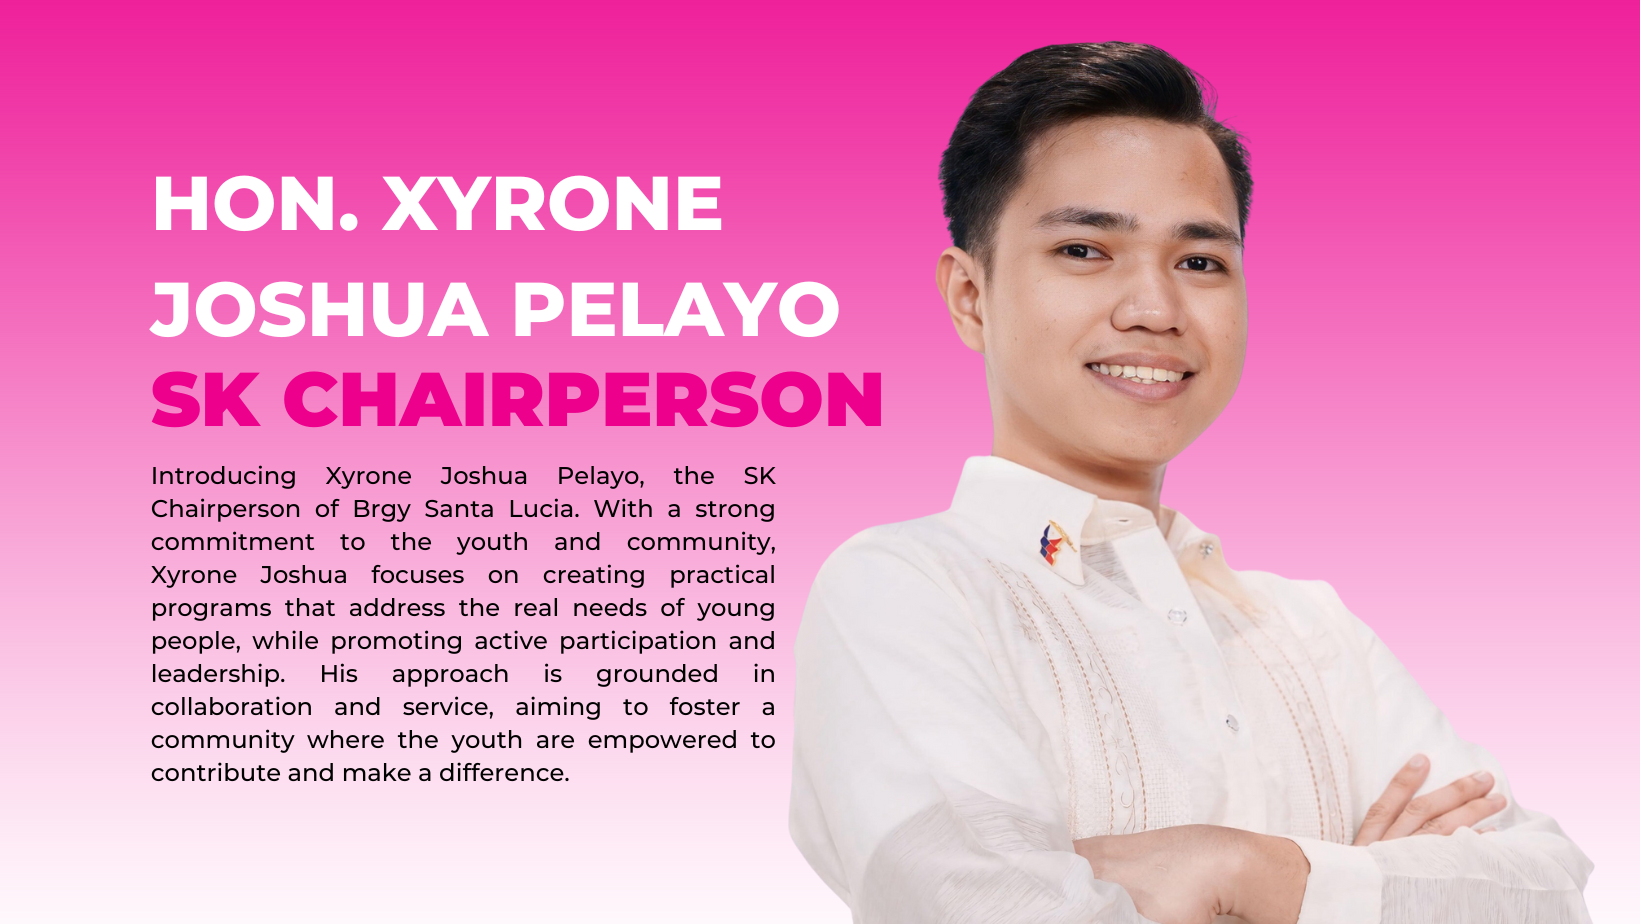 HON. XYRONE
JOSHUA PELAYO
SK CHAIRPERSON
Introducing Xyrone Joshua Pelayo, the SK
Chairperson of Brgy Santa Lucia. With a strong
commitment to the youth and community,
Xyrone Joshua focuses on creating practical
programs that address the real needs of young
people, while promoting active participation and
leadership. His approach is grounded in
collaboration and service, aiming to foster a
community where the youth are empowered to
contribute and make a difference.